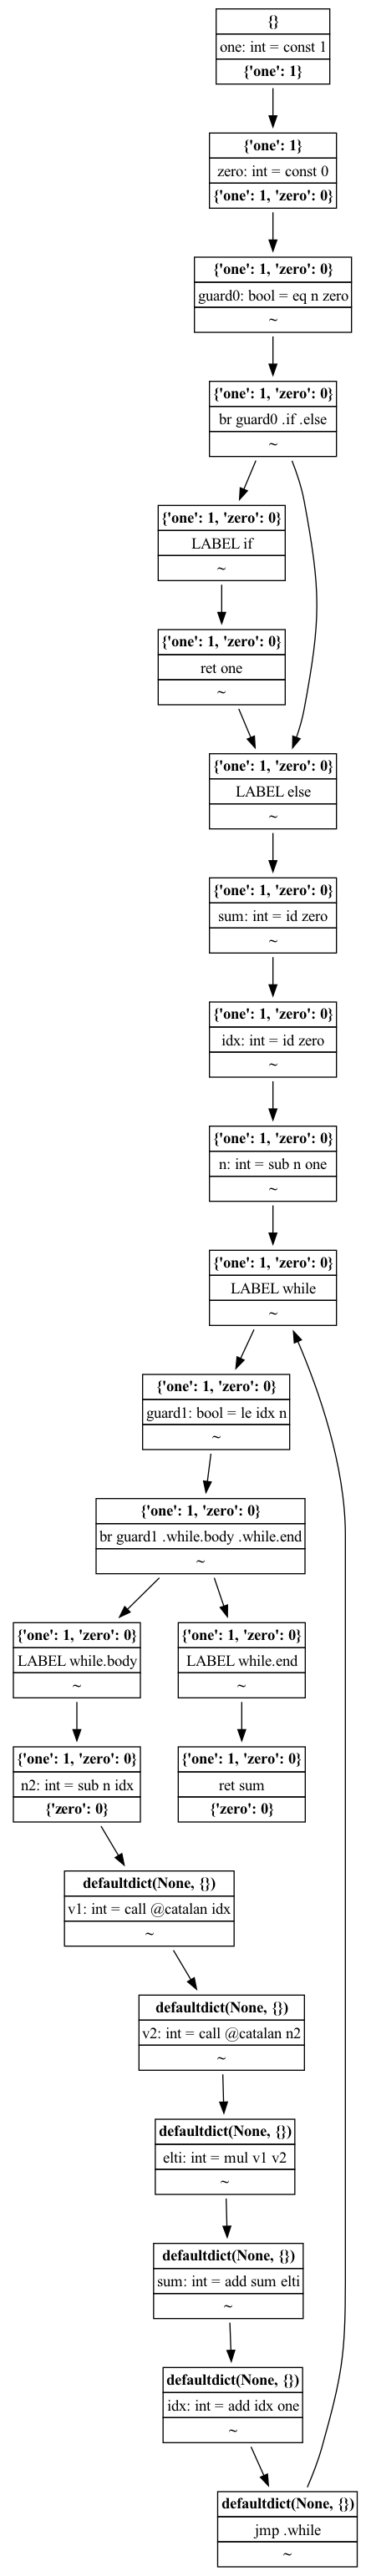 {}
one: int = const 1
{'one': 1}
{'one': 1}
zero: int = const 0
{'one': 1, 'zero': 0}
{'one': 1, 'zero': 0}
guard0: bool = eq n zero
~
{'one': 1, 'zero': 0}
br guard0 .if .else
~
{'one': 1, 'zero': 0}
LABEL if
~
{'one': 1, 'zero': 0}
ret one
~
{'one': 1, 'zero': 0}
LABEL else
~
{'one': 1, 'zero': 0}
sum: int = id zero
~
{'one': 1, 'zero': 0}
idx: int = id zero
~
{'one': 1, 'zero': 0}
n: int = sub n one
~
{'one': 1, 'zero': 0}
LABEL while
~
{'one': 1, 'zero': 0}
guard1: bool = le idx n
~
{'one': 1, 'zero': 0}
br guard1 .while.body .while.end
~
{'one': 1, 'zero': 0}
LABEL while.body
~
{'one': 1, 'zero': 0}
LABEL while.end
~
{'one': 1, 'zero': 0}
n2: int = sub n idx
{'zero': 0}
{'one': 1, 'zero': 0}
ret sum
{'zero': 0}
defaultdict(None, {})
v1: int = call @catalan idx
~
defaultdict(None, {})
v2: int = call @catalan n2
~
defaultdict(None, {})
elti: int = mul v1 v2
~
defaultdict(None, {})
sum: int = add sum elti
~
defaultdict(None, {})
idx: int = add idx one
~
defaultdict(None, {})
jmp .while
~